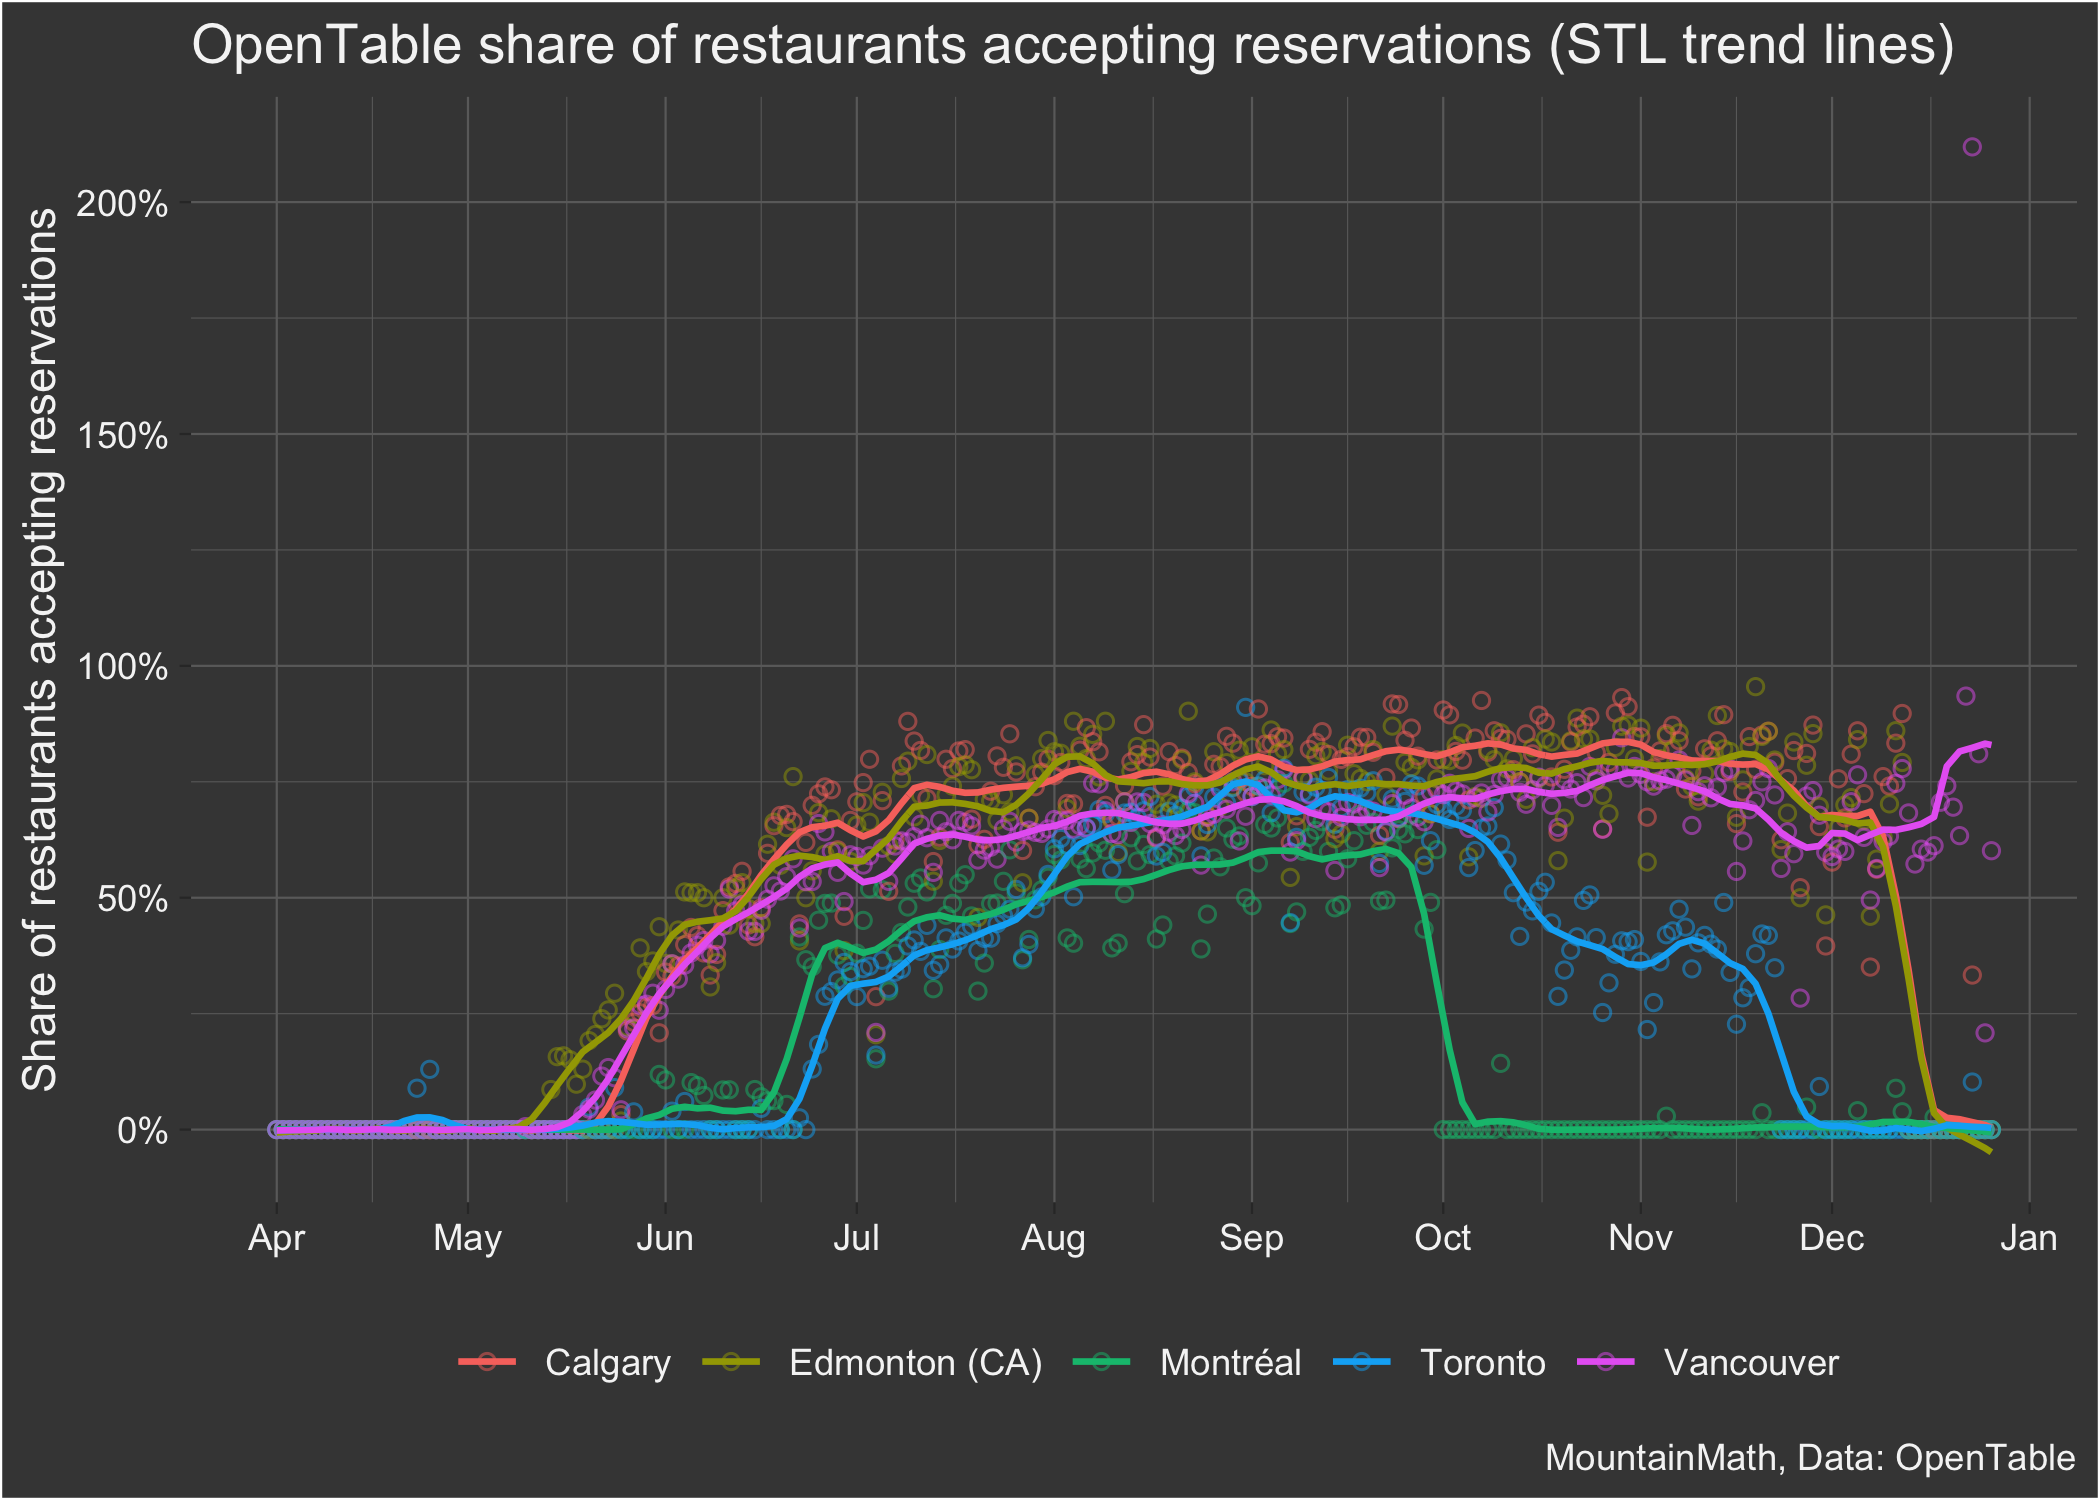 OpenTable share of restaurants accepting reservations (STL trend lines)
Share of restaurants accepting reservations
200%
150%
100%
50%
0%
Apr May Jun Jul Aug Sep Oct Nov Dec Jan
Calgary Edmonton (CA) Montréal Toronto Vancouver
MountainMath, Data: OpenTable